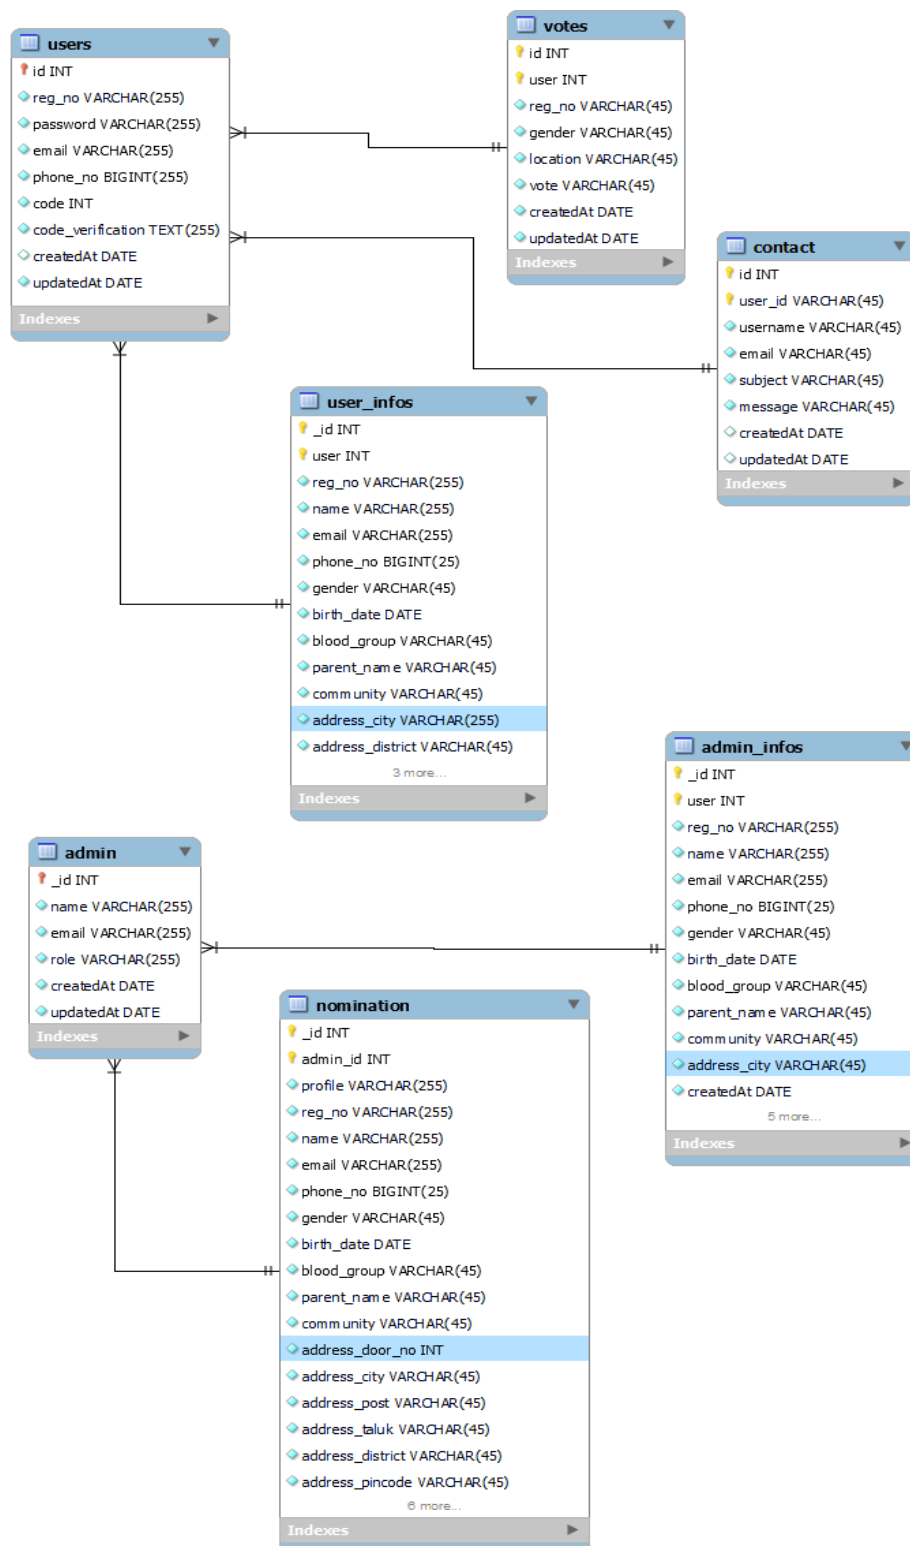 users
id INT
reg_no VARCHAR(255)
password VARCHAR(255)
email VARCHAR(255)
phone_no BIGINT(255)
code INT
code_verification TEXT(255)
createdAt DATE
updatedAt DATE
Indexes
votes
id INT
user INT
reg_no VARCHAR(45)
gender VARCHAR(45)
location VARCHAR(45)
vote VARCHAR(45)
createdAt DATE
updatedAt DATE
Indexes
contact
id INT
user_id VARCHAR(45)
username VARCHAR(45)
email VARCHAR(45)
subject VARCHAR(45)
message VARCHAR(45)
createdAt DATE
updatedAt DATE
Indexes
user_infos
_id INT
user INT
reg_no VARCHAR(255)
name VARCHAR(255)
email VARCHAR(255)
phone_no BIGINT(25)
gender VARCHAR(45)
birth_date DATE
blood_group VARCHAR(45)
parent_name VARCHAR(45)
community VARCHAR(45)
address_city VARCHAR(255)
address_district VARCHAR(45)
3 more...
Indexes
admin_infos
_id INT
user INT
reg_no VARCHAR(255)
name VARCHAR(255)
email VARCHAR(255)
phone_no BIGINT(25)
gender VARCHAR(45)
birth_date DATE
blood_group VARCHAR(45)
parent_name VARCHAR(45)
community VARCHAR(45)
address_city VARCHAR(45)
createdAt DATE
5 more...
Indexes
admin
_id INT
name VARCHAR(255)
email VARCHAR(255)
role VARCHAR(255)
createdAt DATE
updatedAt DATE
Indexes
nomination
_id INT
admin_id INT
profile VARCHAR(255)
reg_no VARCHAR(255)
name VARCHAR(255)
email VARCHAR(255)
phone_no BIGINT(25)
gender VARCHAR(45)
birth_date DATE
blood_group VARCHAR(45)
parent_name VARCHAR(45)
community VARCHAR(45)
address_door_no INT
address_city VARCHAR(45)
address_post VARCHAR(45)
address_taluk VARCHAR(45)
address_district VARCHAR(45)
address_pincode VARCHAR(45)
6 more...
Indexes